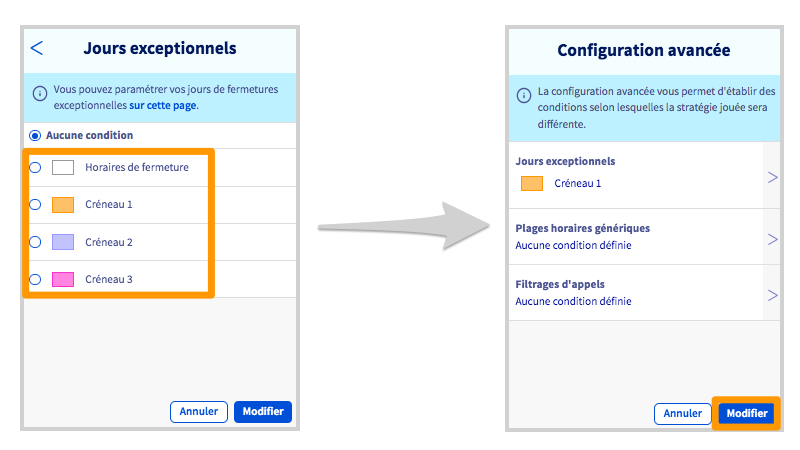 Jours exceptionnels
Vous pouvez paramétrer vos jours de fermetures
exceptionnelles sur cette page.
Aucune condition
Horaires de fermeture
Créneau 1
Créneau 2
Créneau 3
Annuler
Modifier
Configuration avancée
La configuration avancée vous permet d'établir des
conditions selon lesquelles la stratégie jouée sera
différente.
Jours exceptionnels
Créneau 1
Plages horaires génériques
Aucune condition définie
Filtrages d'appels
Aucune condition définie
Annuler
Modifier